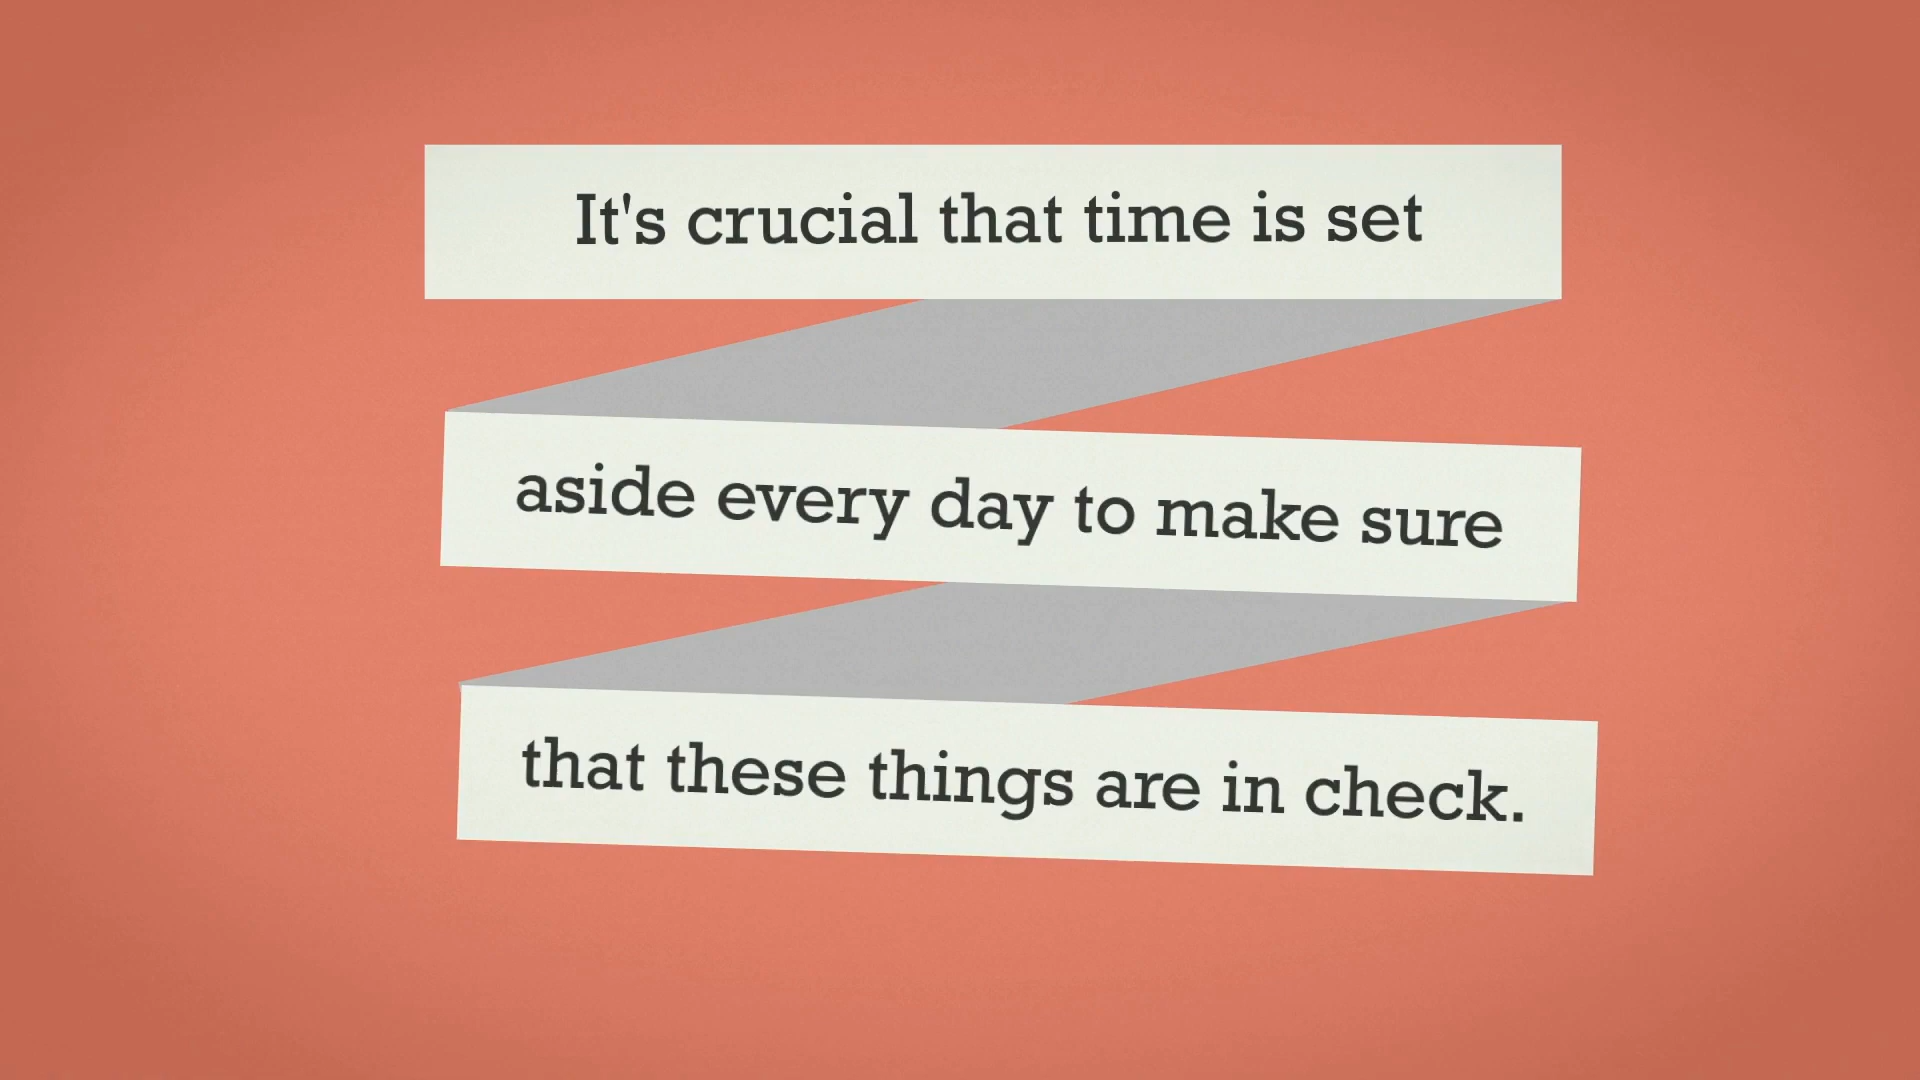 It's crucial that time is set
aside every day to make sure
that these things are in check.